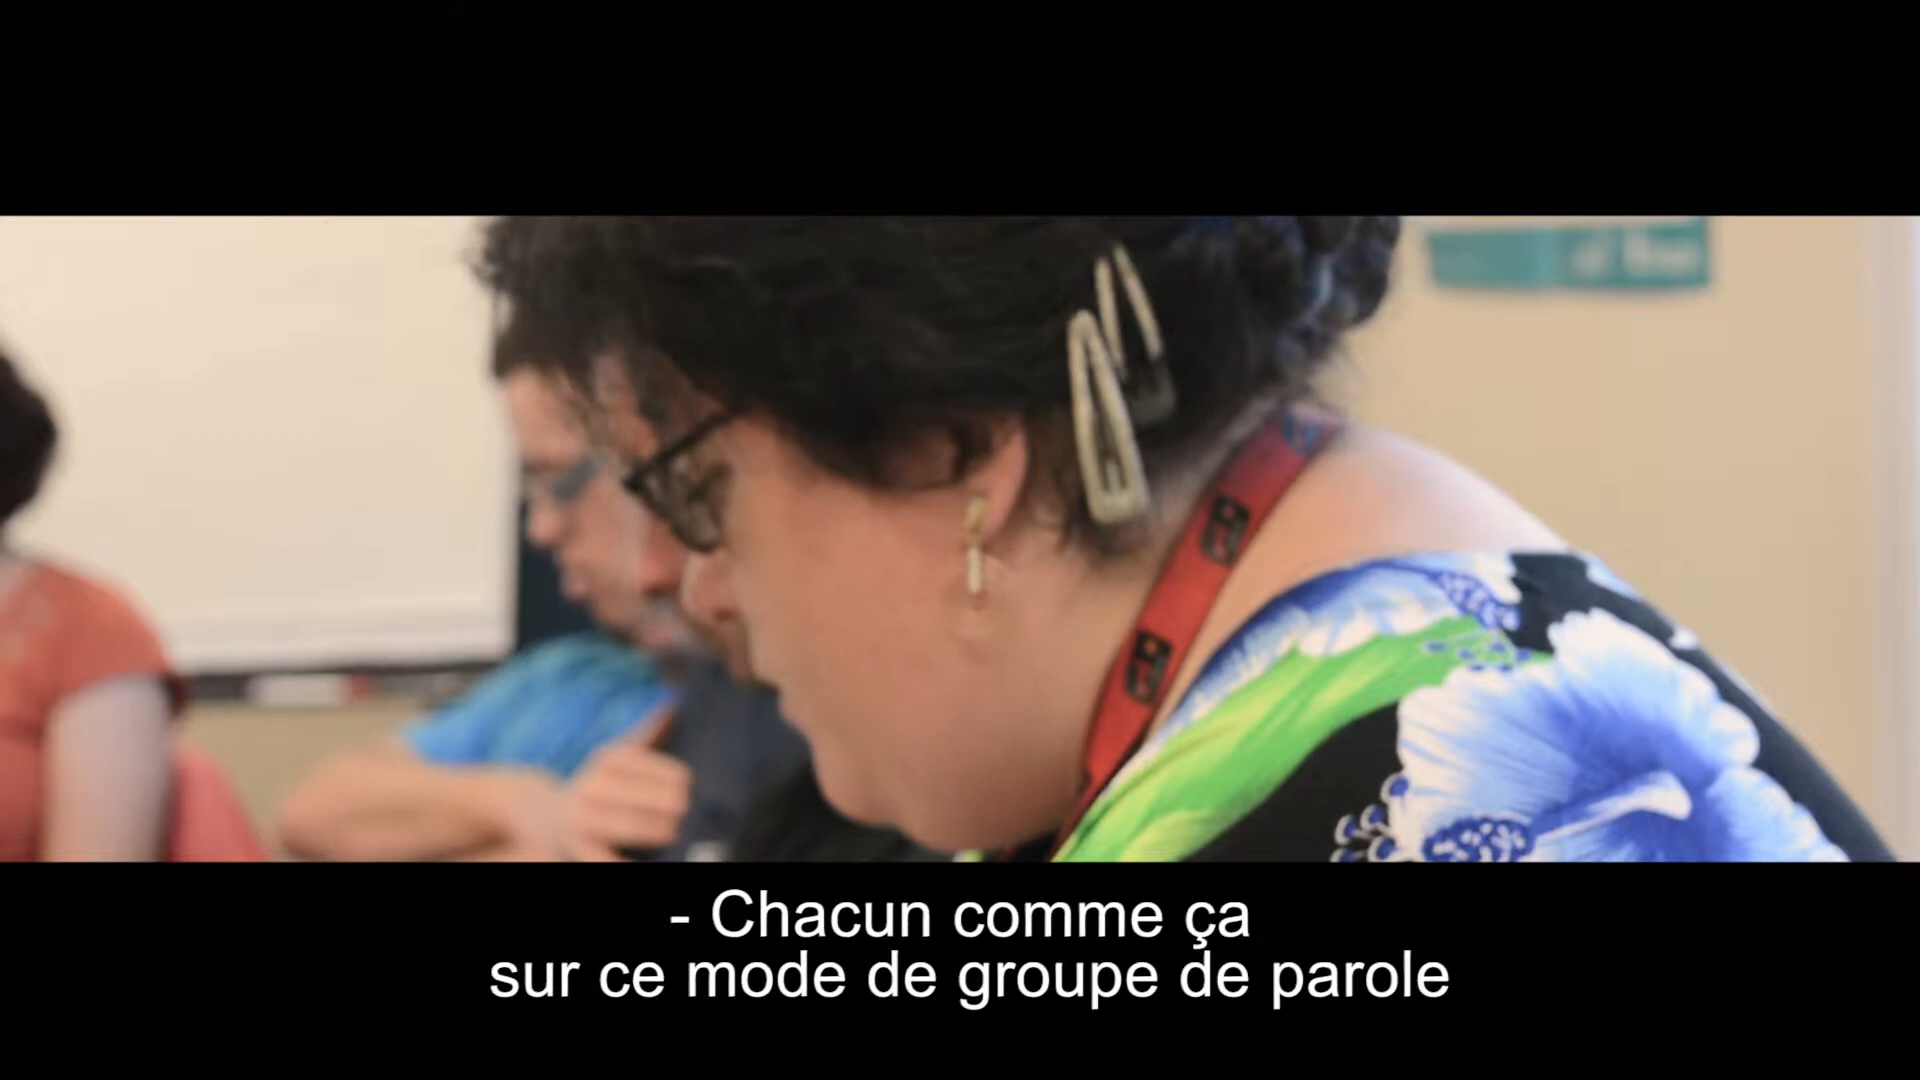 - Chacun comme ça
sur ce mode de groupe de parole